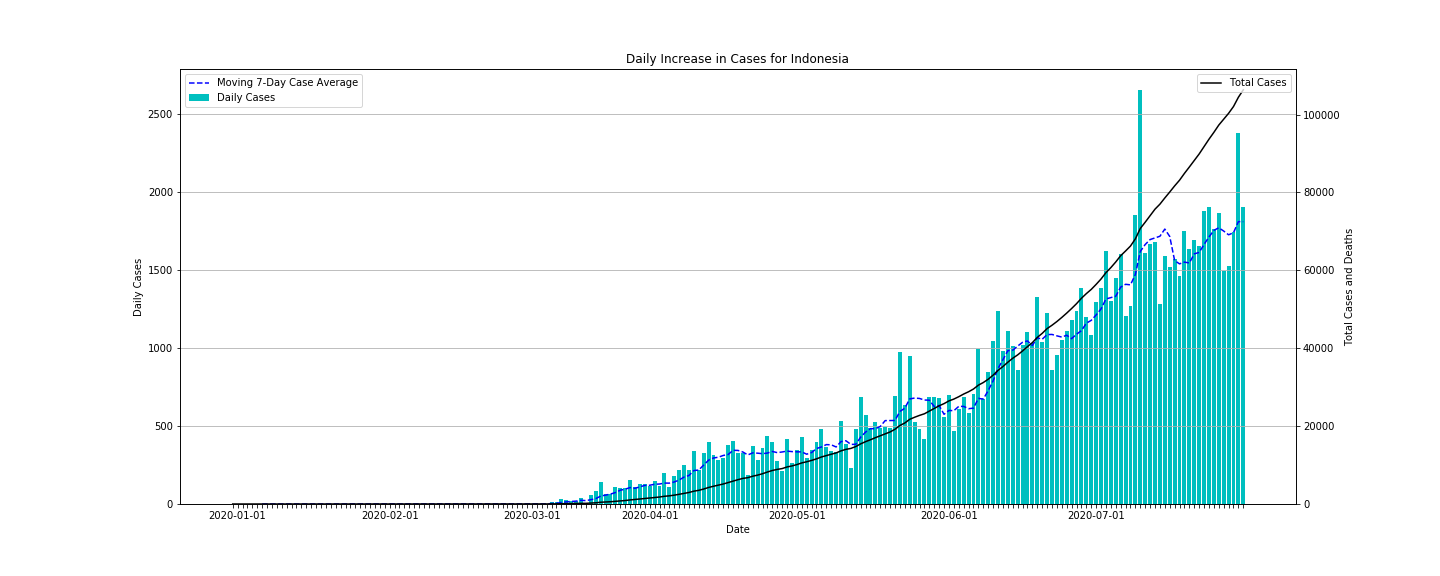 Daily Increase in Cases for Indonesia
Moving 7-Day Case Average
Daily Cases
Total Cases
2500
2000
1500
1000
500
0
100000
80000
60000
40000
20000
0
Daily Cases
Total Cases and Deaths
2020-01-01
2020-02-01
2020-03-01
2020-04-01
2020-05-01
2020-06-01
2020-07-01
Date